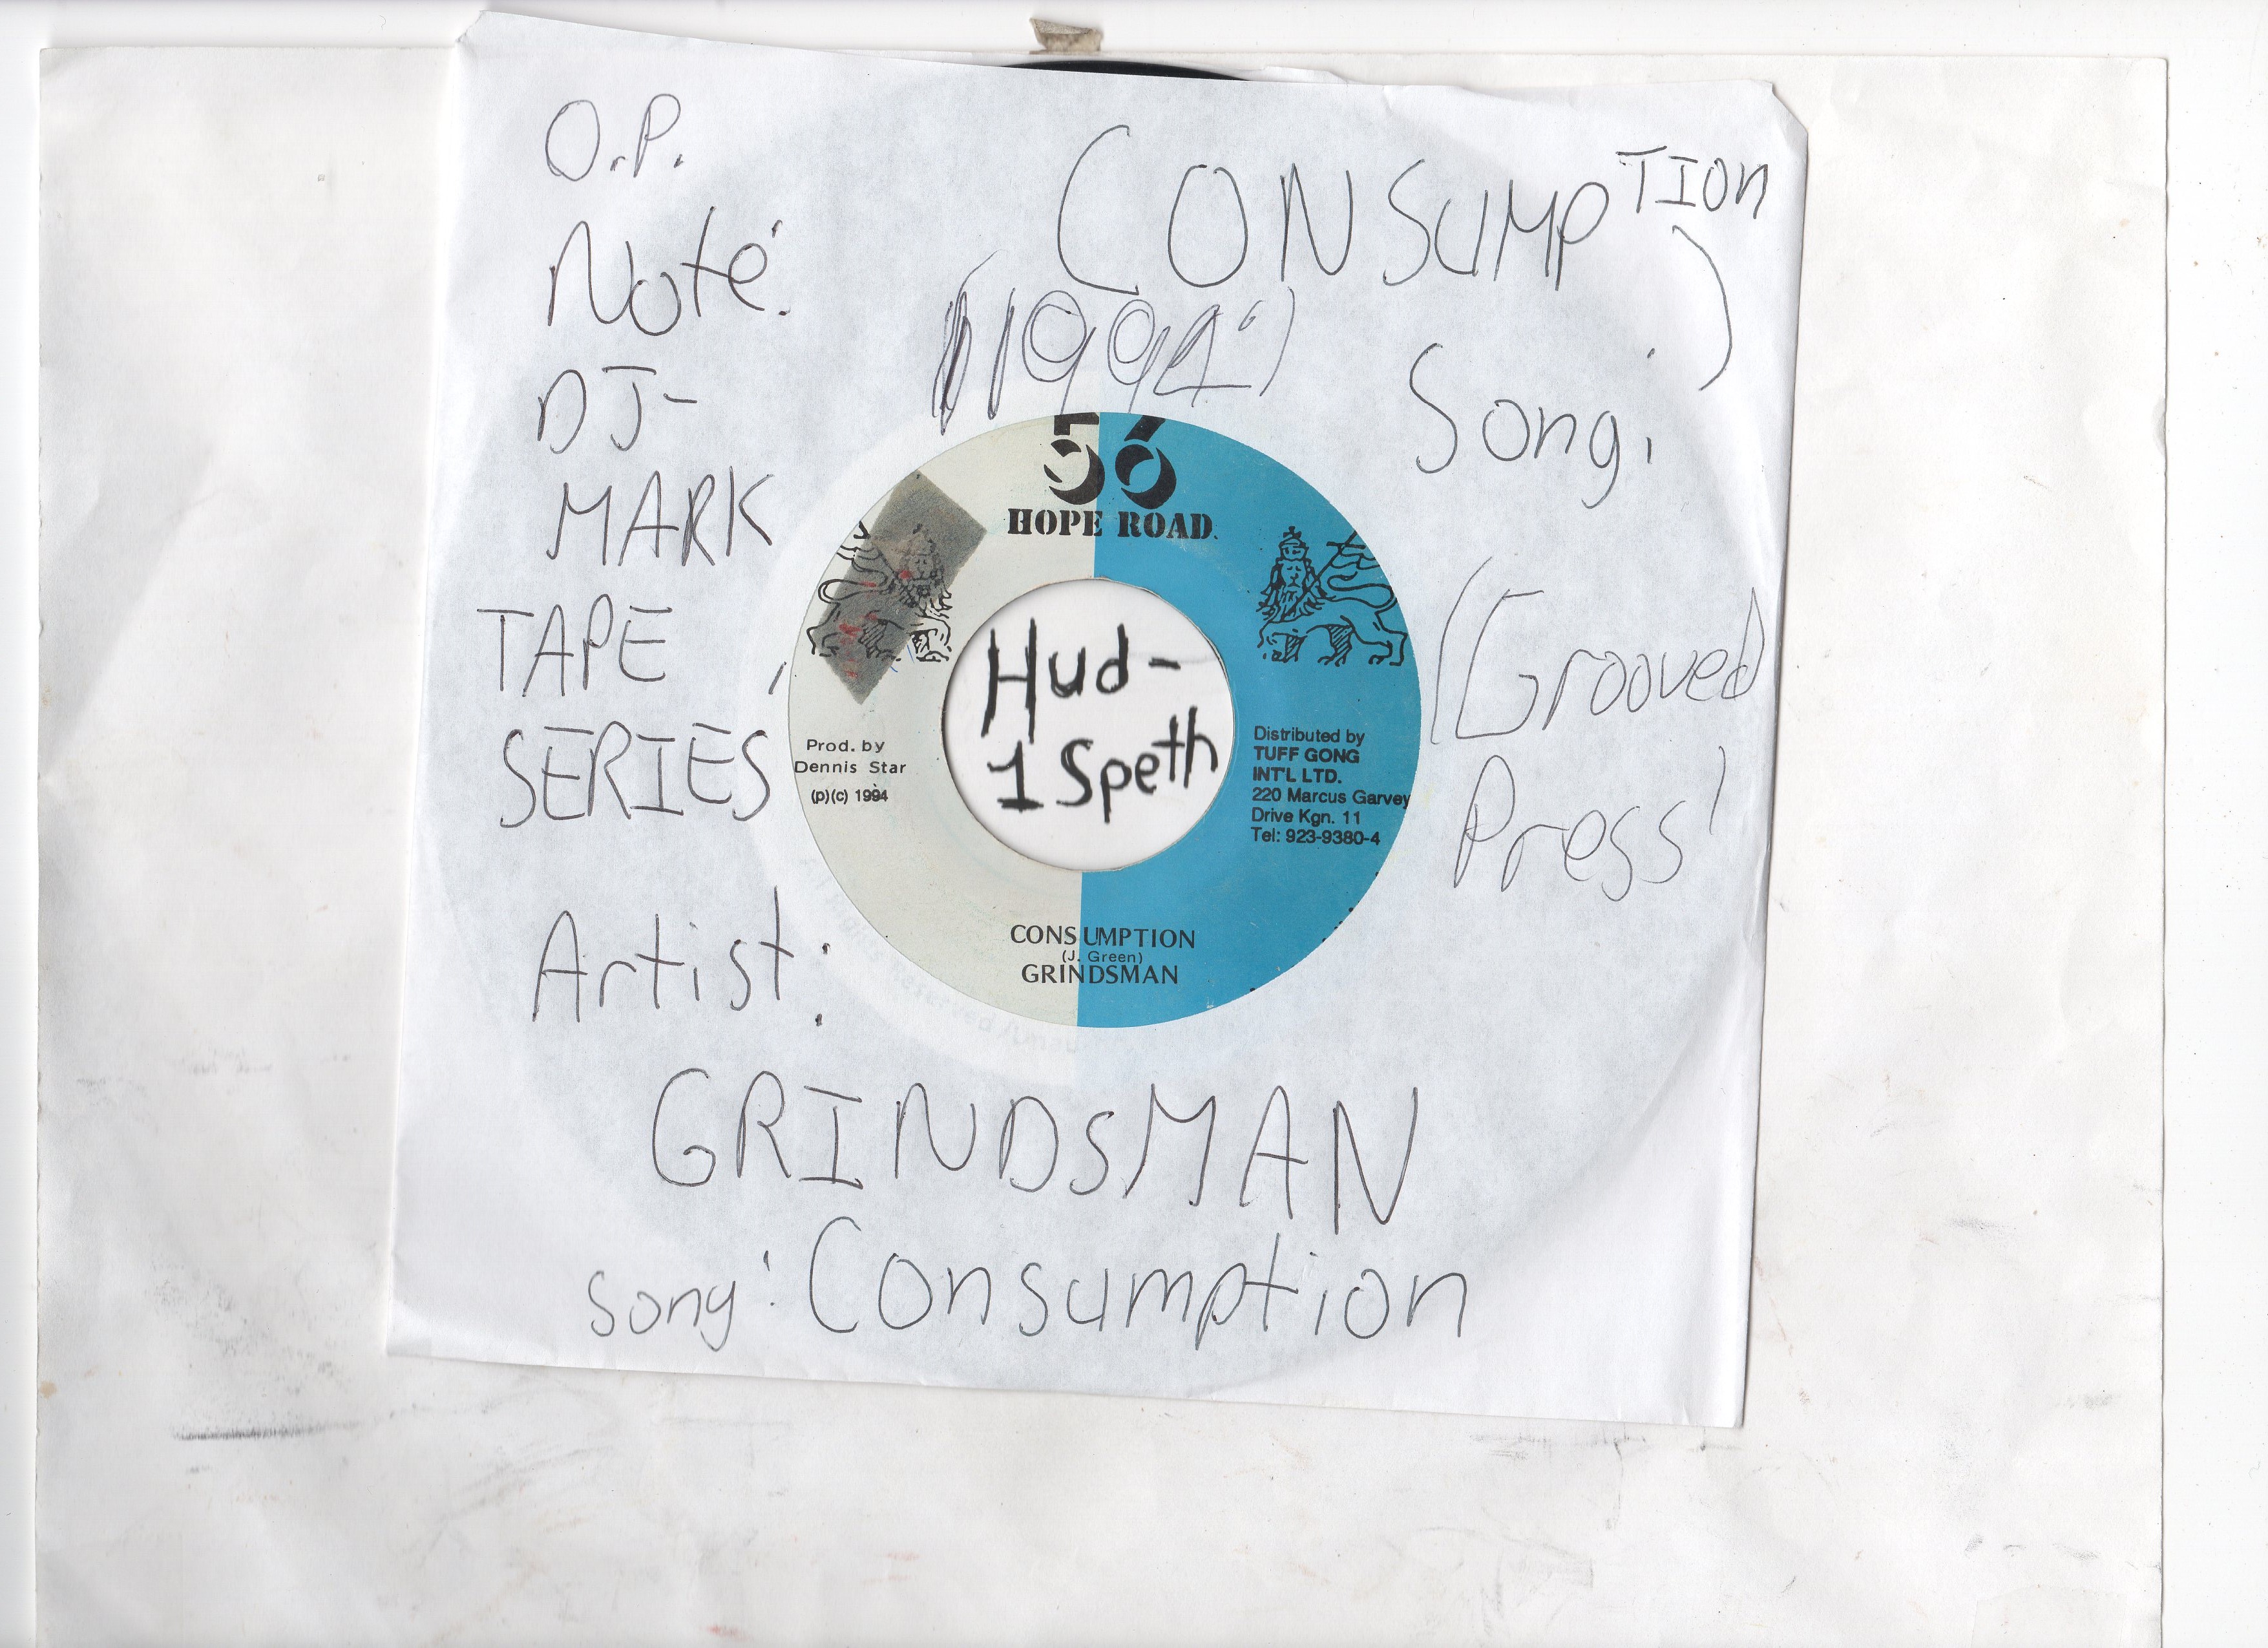 O.P.
Note:
DJ-
MARK
TAPE
SERIES,
Artist:
GRINDSMAN
Song: Consumption
CONSUMPTION
(1994)
Song:
(Grooved
Press)
56
HOPE ROAD
Hud-
1 Speth
Prod. by
Dennis Star
(p)(c) 1994
Distributed by
TUFF GONG
INT'L LTD.
220 Marcus Garvey
Drive Kgn. 11
Tel: 923-9380-4
CONSUMPTION
(J. Green)
GRINDSMAN